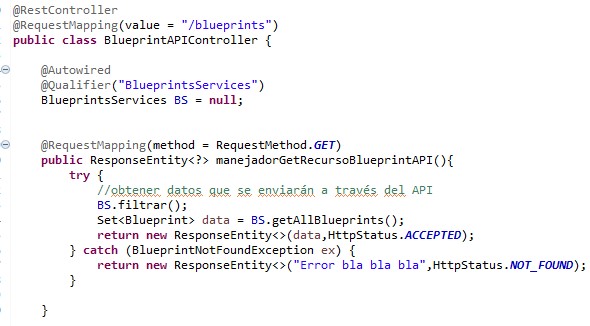 @RestController
@RequestMapping(value = "/blueprints")
public class BlueprintAPIController {
@Autowired
@Qualifier("BlueprintsServices")
BlueprintsServices BS = null;
@RequestMapping(method = RequestMethod.GET)
public ResponseEntity<?> manejadorGetRecursoBlueprintAPI(){
try {
//obtener datos que se enviarán a través del API
BS.filtrar();
Set<Blueprint> data = BS.getAllBlueprints();
return new ResponseEntity<>(data,HttpStatus.ACCEPTED);
} catch (BlueprintNotFoundException ex) {
return new ResponseEntity<>("Error bla bla bla",HttpStatus.NOT_FOUND);
}
}